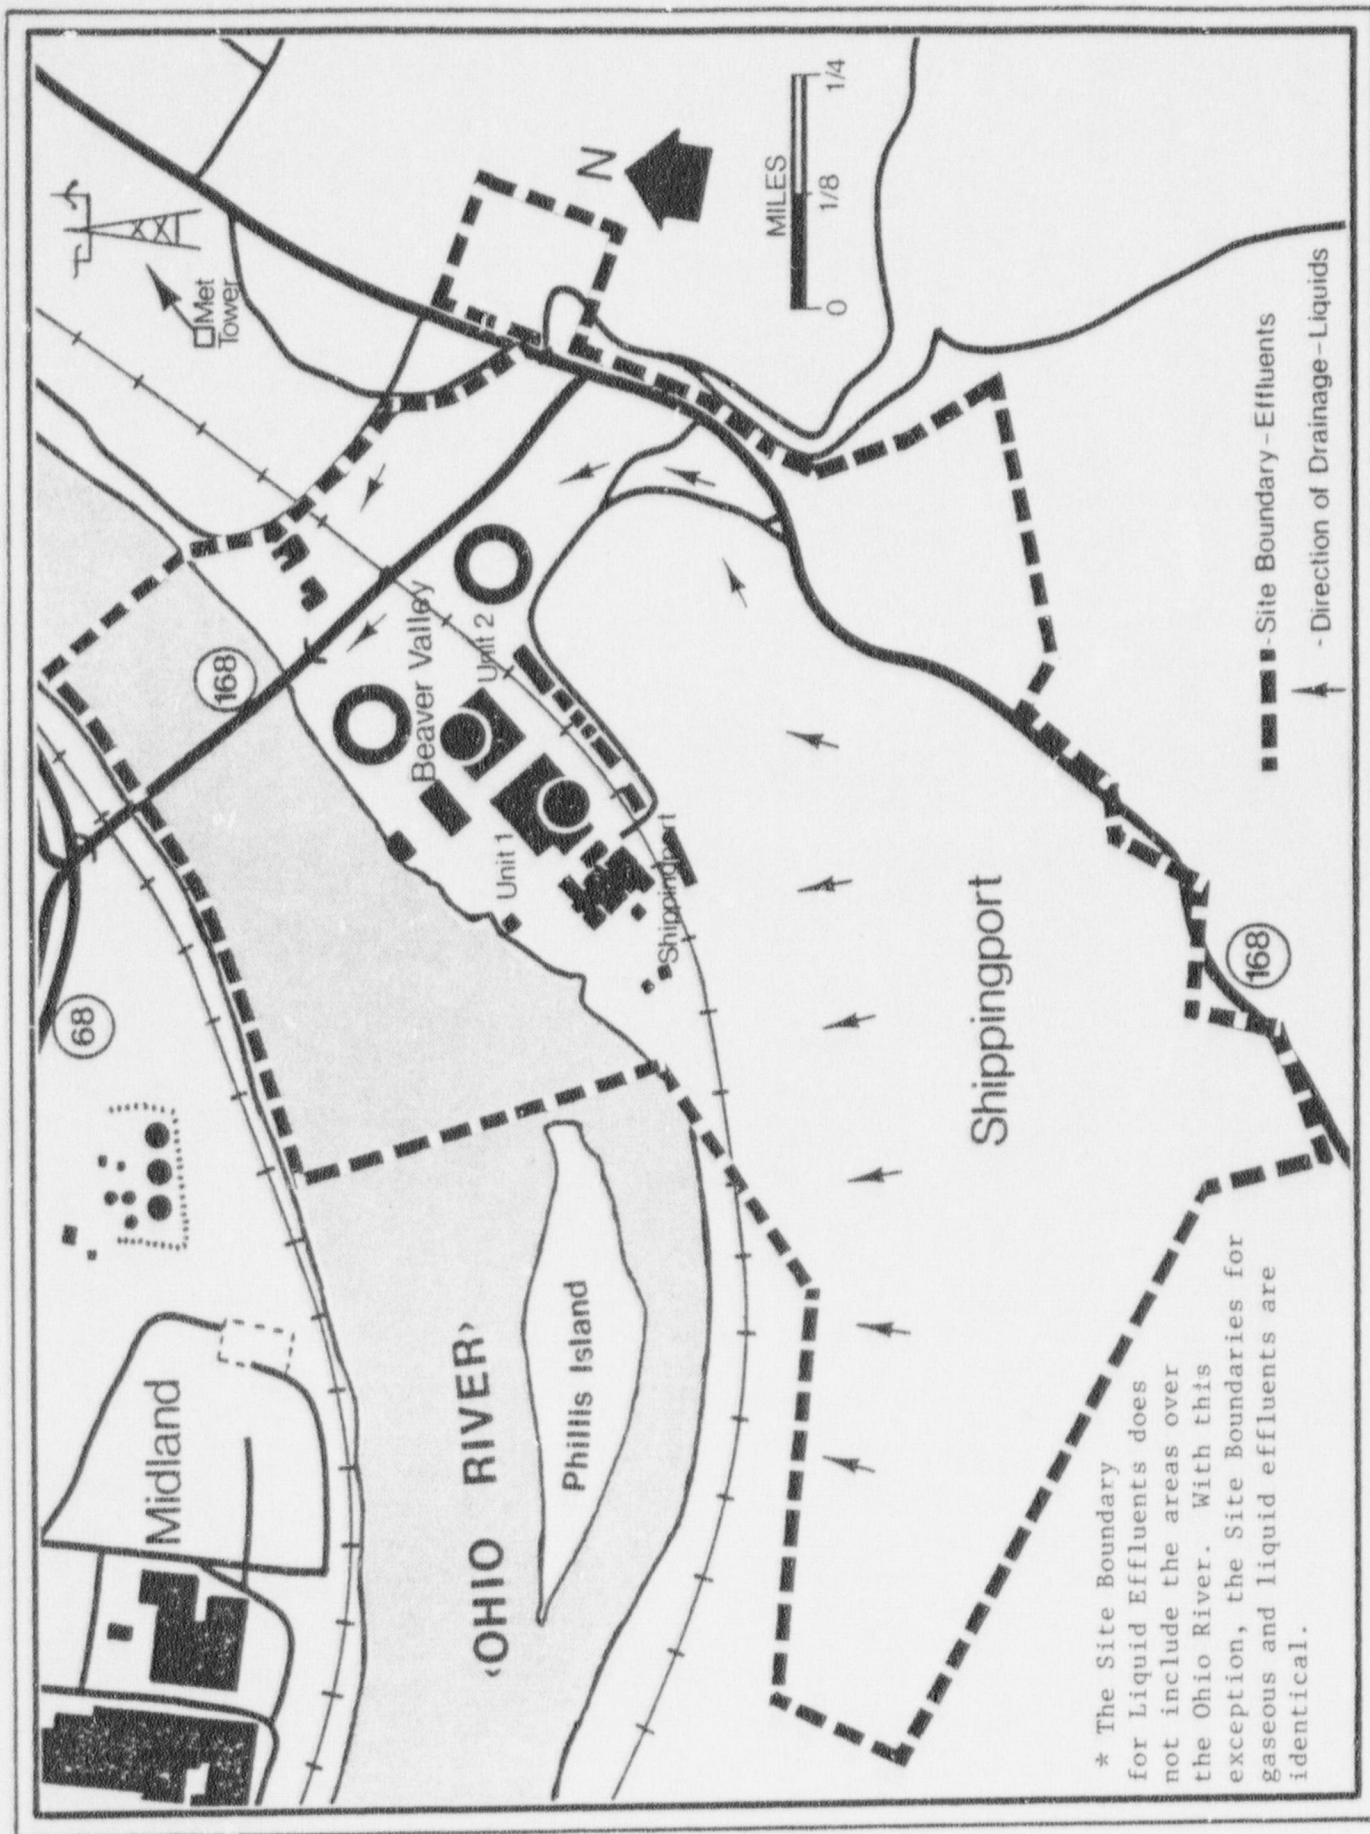 Midland
68
168
Met
Tower
N
MILES
0 1/8 1/4
‹OHIO RIVER›
Phillis Island
Beaver Valley
Unit 2
Unit 1
Shippingport
Shippingport
168
- Site Boundary - Effluents
- Direction of Drainage - Liquids
* The Site Boundary
for Liquid Effluents does
not include the areas over
the Ohio River. With this
exception, the Site Boundaries for
gaseous and liquid effluents are
identical.